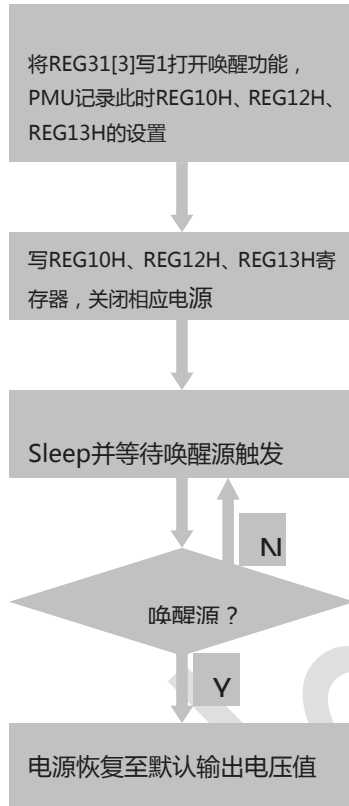 将REG31[3]写1打开唤醒功能，
PMU记录此时REG10H、REG12H、
REG13H的设置
写REG10H、REG12H、REG13H寄
存器，关闭相应电源
Sleep并等待唤醒源触发
N
唤醒源？
Y
电源恢复至默认输出电压值